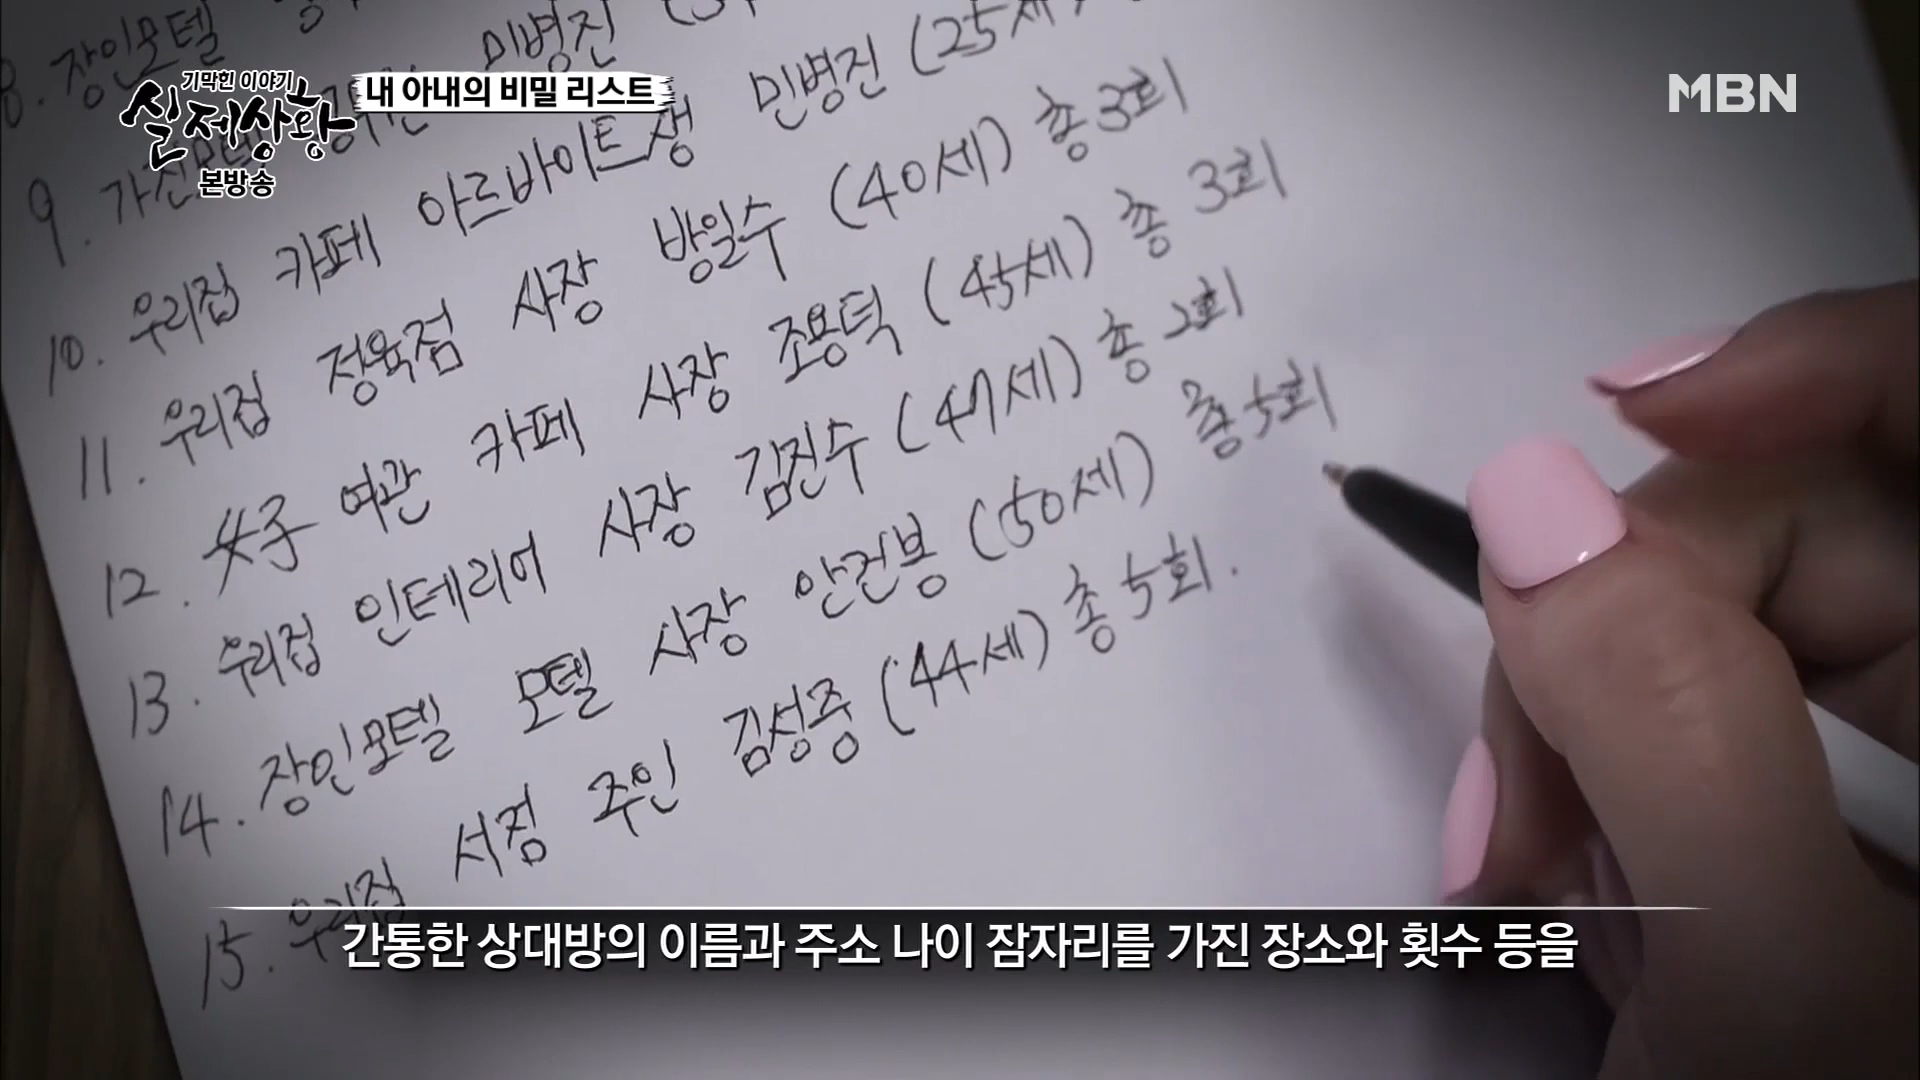 8. 장인모텔
기막힌 이야기
실제상황
본방송
내 아내의 비밀 리스트
MBN
민병진
9.
민병진 (25세)
10. 우리집 카페 아르바이트생
11. 우리집 정육점 사장 방일수 (40세) 총 3회
12. 女子 여관 카페 사장 조용덕 (45세) 총 3회
13. 우리집 인테리어 사장 김진수 (47세) 총 2회
14. 장인모텔 모텔 사장 안건봉 (50세) 총 5회
15. 우리집 서점 주인 김성중 (44세) 총 5회.
간통한 상대방의 이름과 주소 나이 잠자리를 가진 장소와 횟수 등을